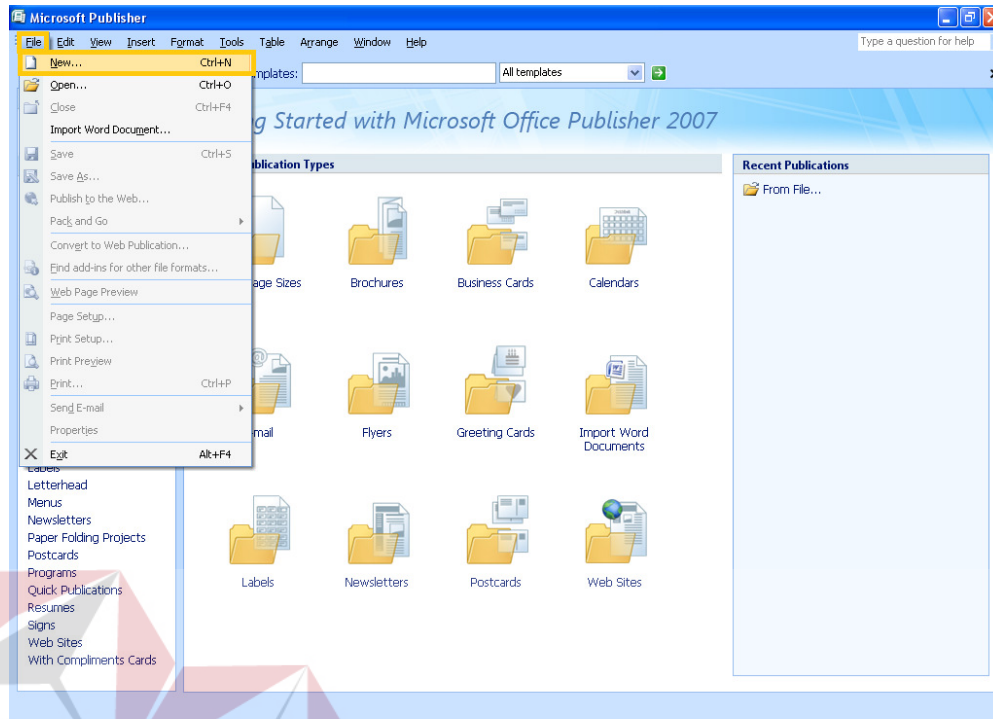 Microsoft Publisher
File Edit View Insert Format Tools Table Arrange Window Help
Type a question for help
New... Ctrl+N
Open... Ctrl+O
Close Ctrl+F4
Import Word Document...
Save Ctrl+S
Save As...
Publish to the Web...
Pack and Go
Convert to Web Publication...
Find add-ins for other file formats...
Web Page Preview
Page Setup...
Print Setup...
Print Preview
Print... Ctrl+P
Send E-mail
Properties
Exit Alt+F4
mplates: All templates
g Started with Microsoft Office Publisher 2007
blication Types
age Sizes
Brochures
Business Cards
Calendars
mail
Flyers
Greeting Cards
Import Word
Documents
Labels
Newsletters
Postcards
Web Sites
Recent Publications
From File...
Labels
Letterhead
Menus
Newsletters
Paper Folding Projects
Postcards
Programs
Quick Publications
Resumes
Signs
Web Sites
With Compliments Cards